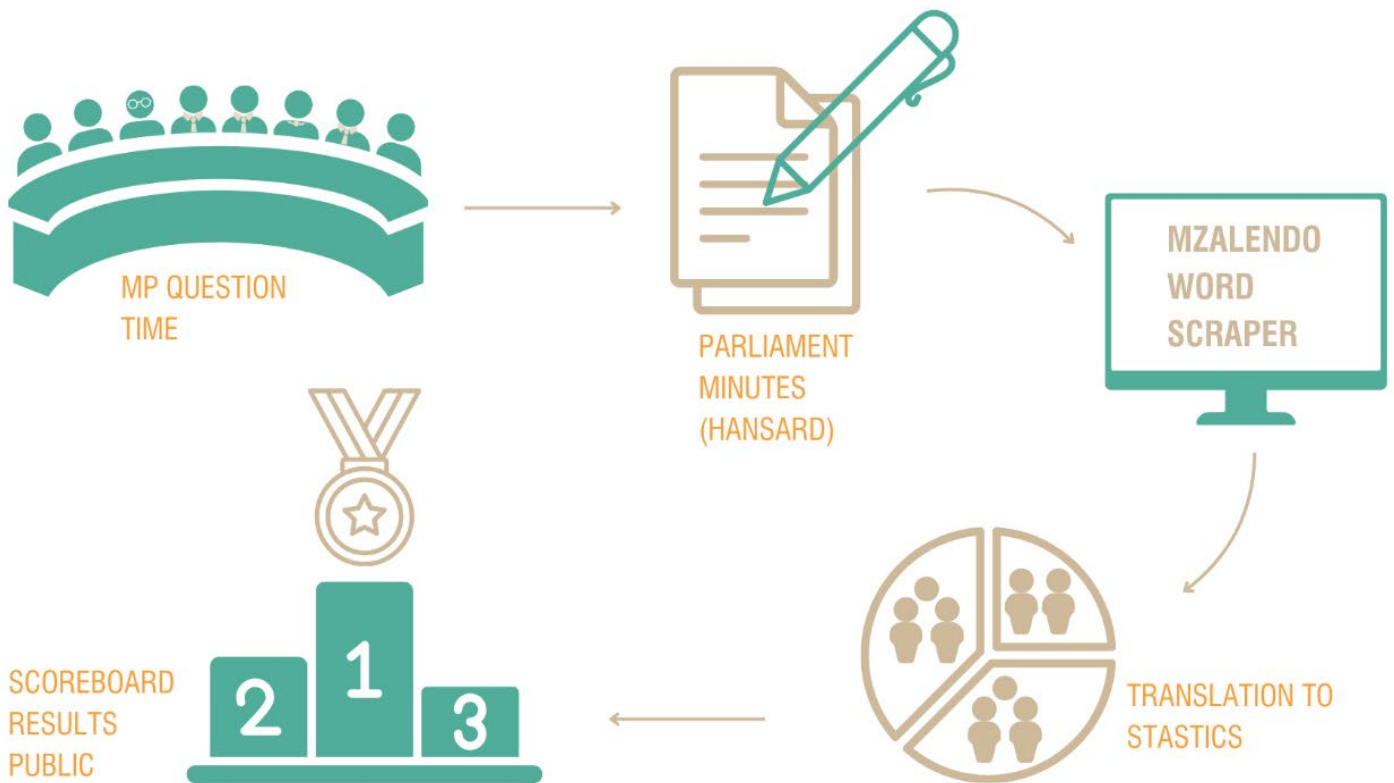 MP QUESTION
TIME
PARLIAMENT
MINUTES
(HANSARD)
MZALENDO
WORD
SCRAPER
TRANSLATION TO
STASTICS
SCOREBOARD
RESULTS
PUBLIC
2
1
3